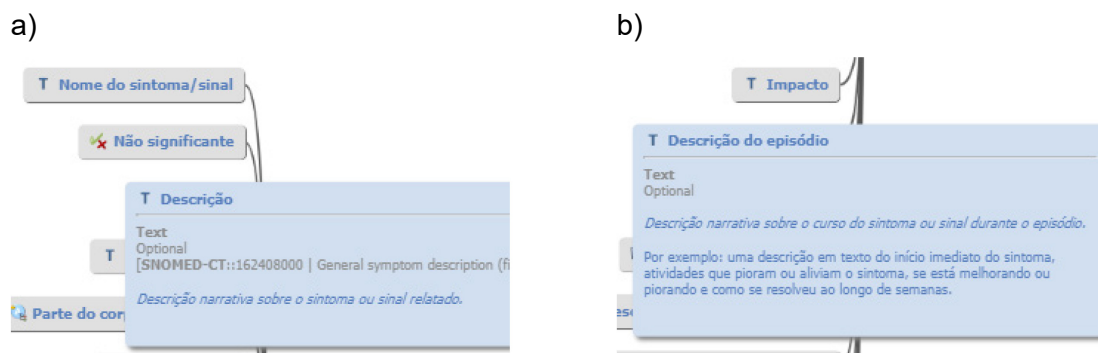 a)
b)
T Nome do sintoma/sinal
Não significante
T Descrição
Text
Optional
[SNOMED-CT::162408000 | General symptom description (fi
T
Descrição narrativa sobre o sintoma ou sinal relatado.
Parte do cor
T Impacto
T Descrição do episódio
Text
Optional
Descrição narrativa sobre o curso do sintoma ou sinal durante o episódio.
Por exemplo: uma descrição em texto do início imediato do sintoma,
atividades que pioram ou aliviam o sintoma, se está melhorando ou
piorando e como se resolveu ao longo de semanas.